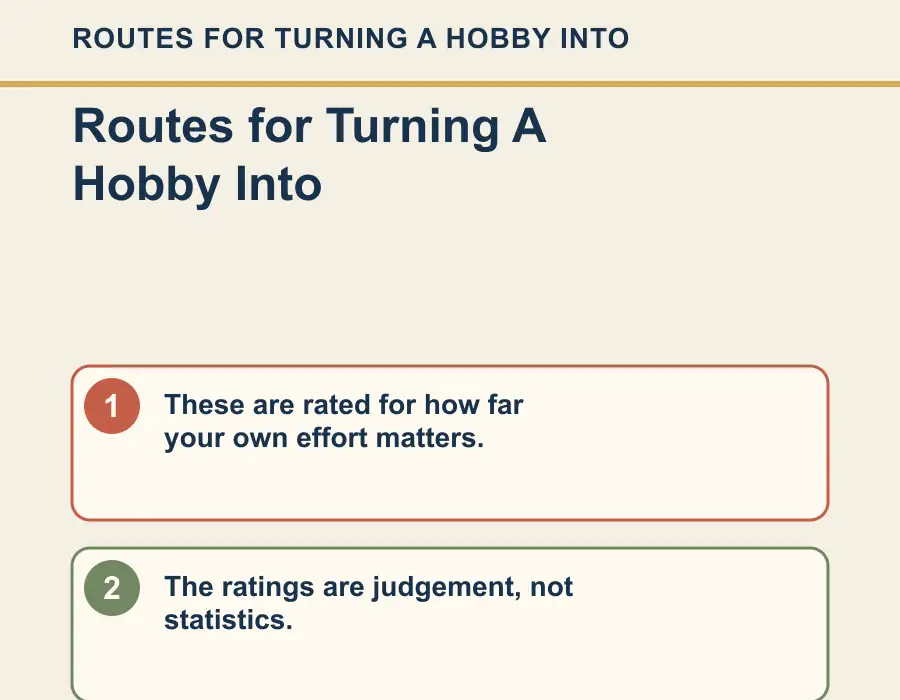 ROUTES FOR TURNING A HOBBY INTO
Routes for Turning A
Hobby Into
1
These are rated for how far
your own effort matters.
2
The ratings are judgement, not
statistics.